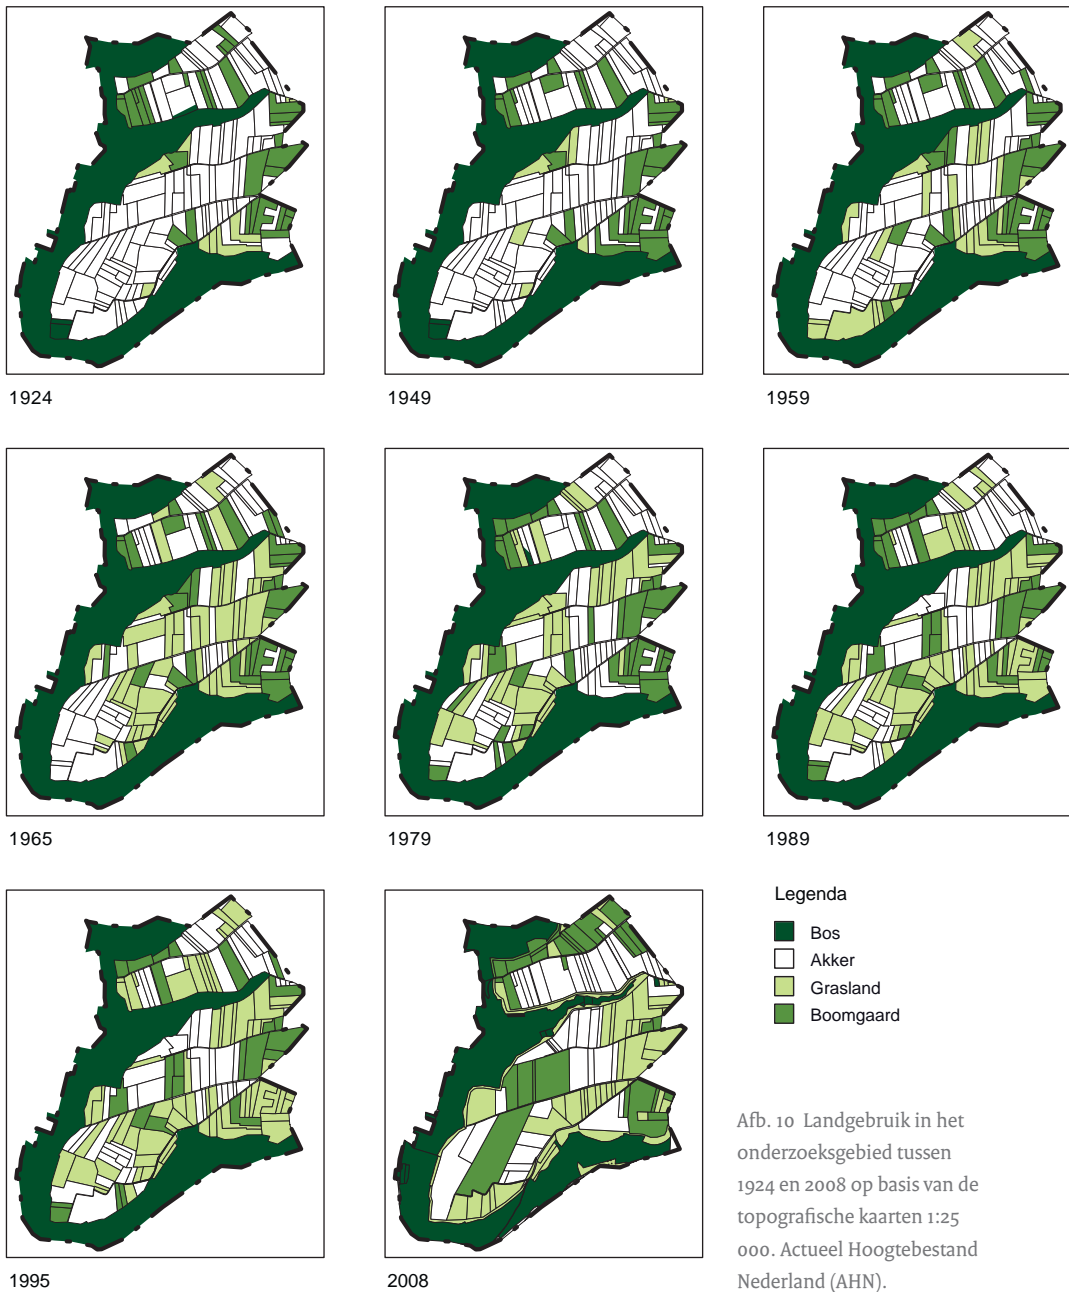 1924
1949
1959
1965
1979
1989
1995
2008
Legenda
Bos
Akker
Grasland
Boomgaard
Afb. 10 Landgebruik in het
onderzoeksgebied tussen
1924 en 2008 op basis van de
topografische kaarten 1:25
000. Actueel Hoogtebestand
Nederland (AHN).